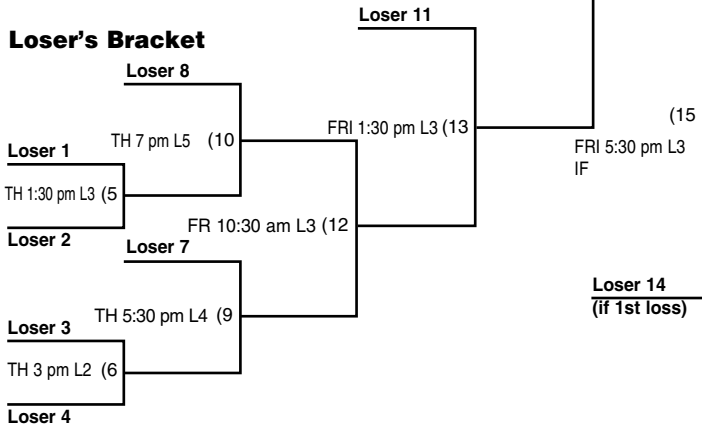 Loser 11
Loser's Bracket
Loser 8
(15
FRI 1:30 pm L3 (13
TH 7 pm L5 (10
FRI 5:30 pm L3
IF
Loser 1
TH 1:30 pm L3 (5
FR 10:30 am L3 (12
Loser 2
Loser 7
Loser 14
(if 1st loss)
TH 5:30 pm L4 (9
Loser 3
TH 3 pm L2 (6
Loser 4